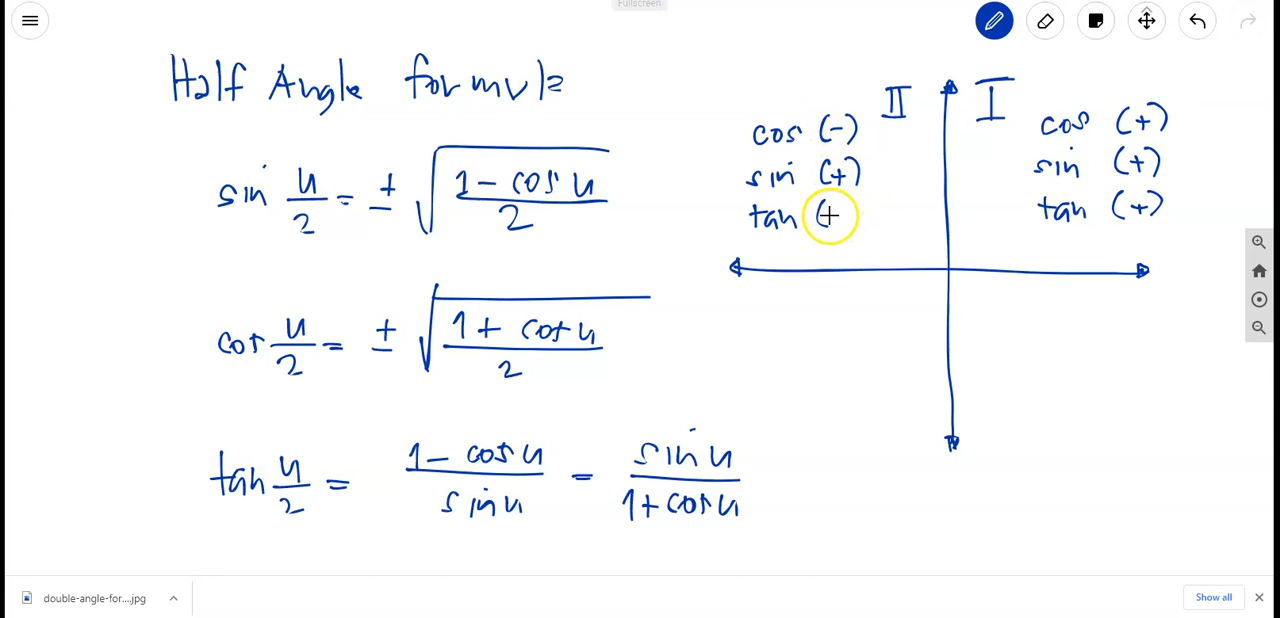 Fullscreen
Half Angle formula
II
I
cos (-)
cos (+)
sin (+)
sin (+)
tan (
tan (+)
sin u/2 = ± √((1 - cos u)/2)
cos u/2 = ± √((1 + cos u)/2)
tan u/2 = (1 - cos u)/(sin u) = (sin u)/(1 + cos u)
double-angle-for....jpg
Show all